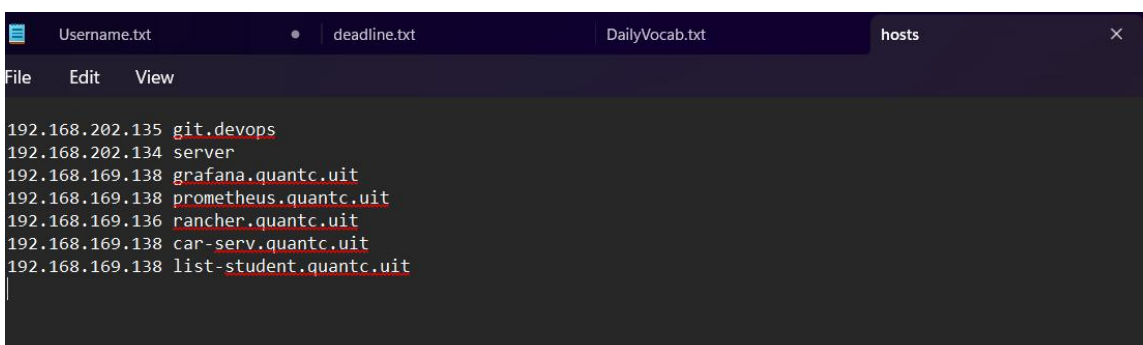 Username.txt deadline.txt DailyVocab.txt hosts
File Edit View
192.168.202.135 git.devops
192.168.202.134 server
192.168.169.138 grafana.quantc.uit
192.168.169.138 prometheus.quantc.uit
192.168.169.136 rancher.quantc.uit
192.168.169.138 car-serv.quantc.uit
192.168.169.138 list-student.quantc.uit